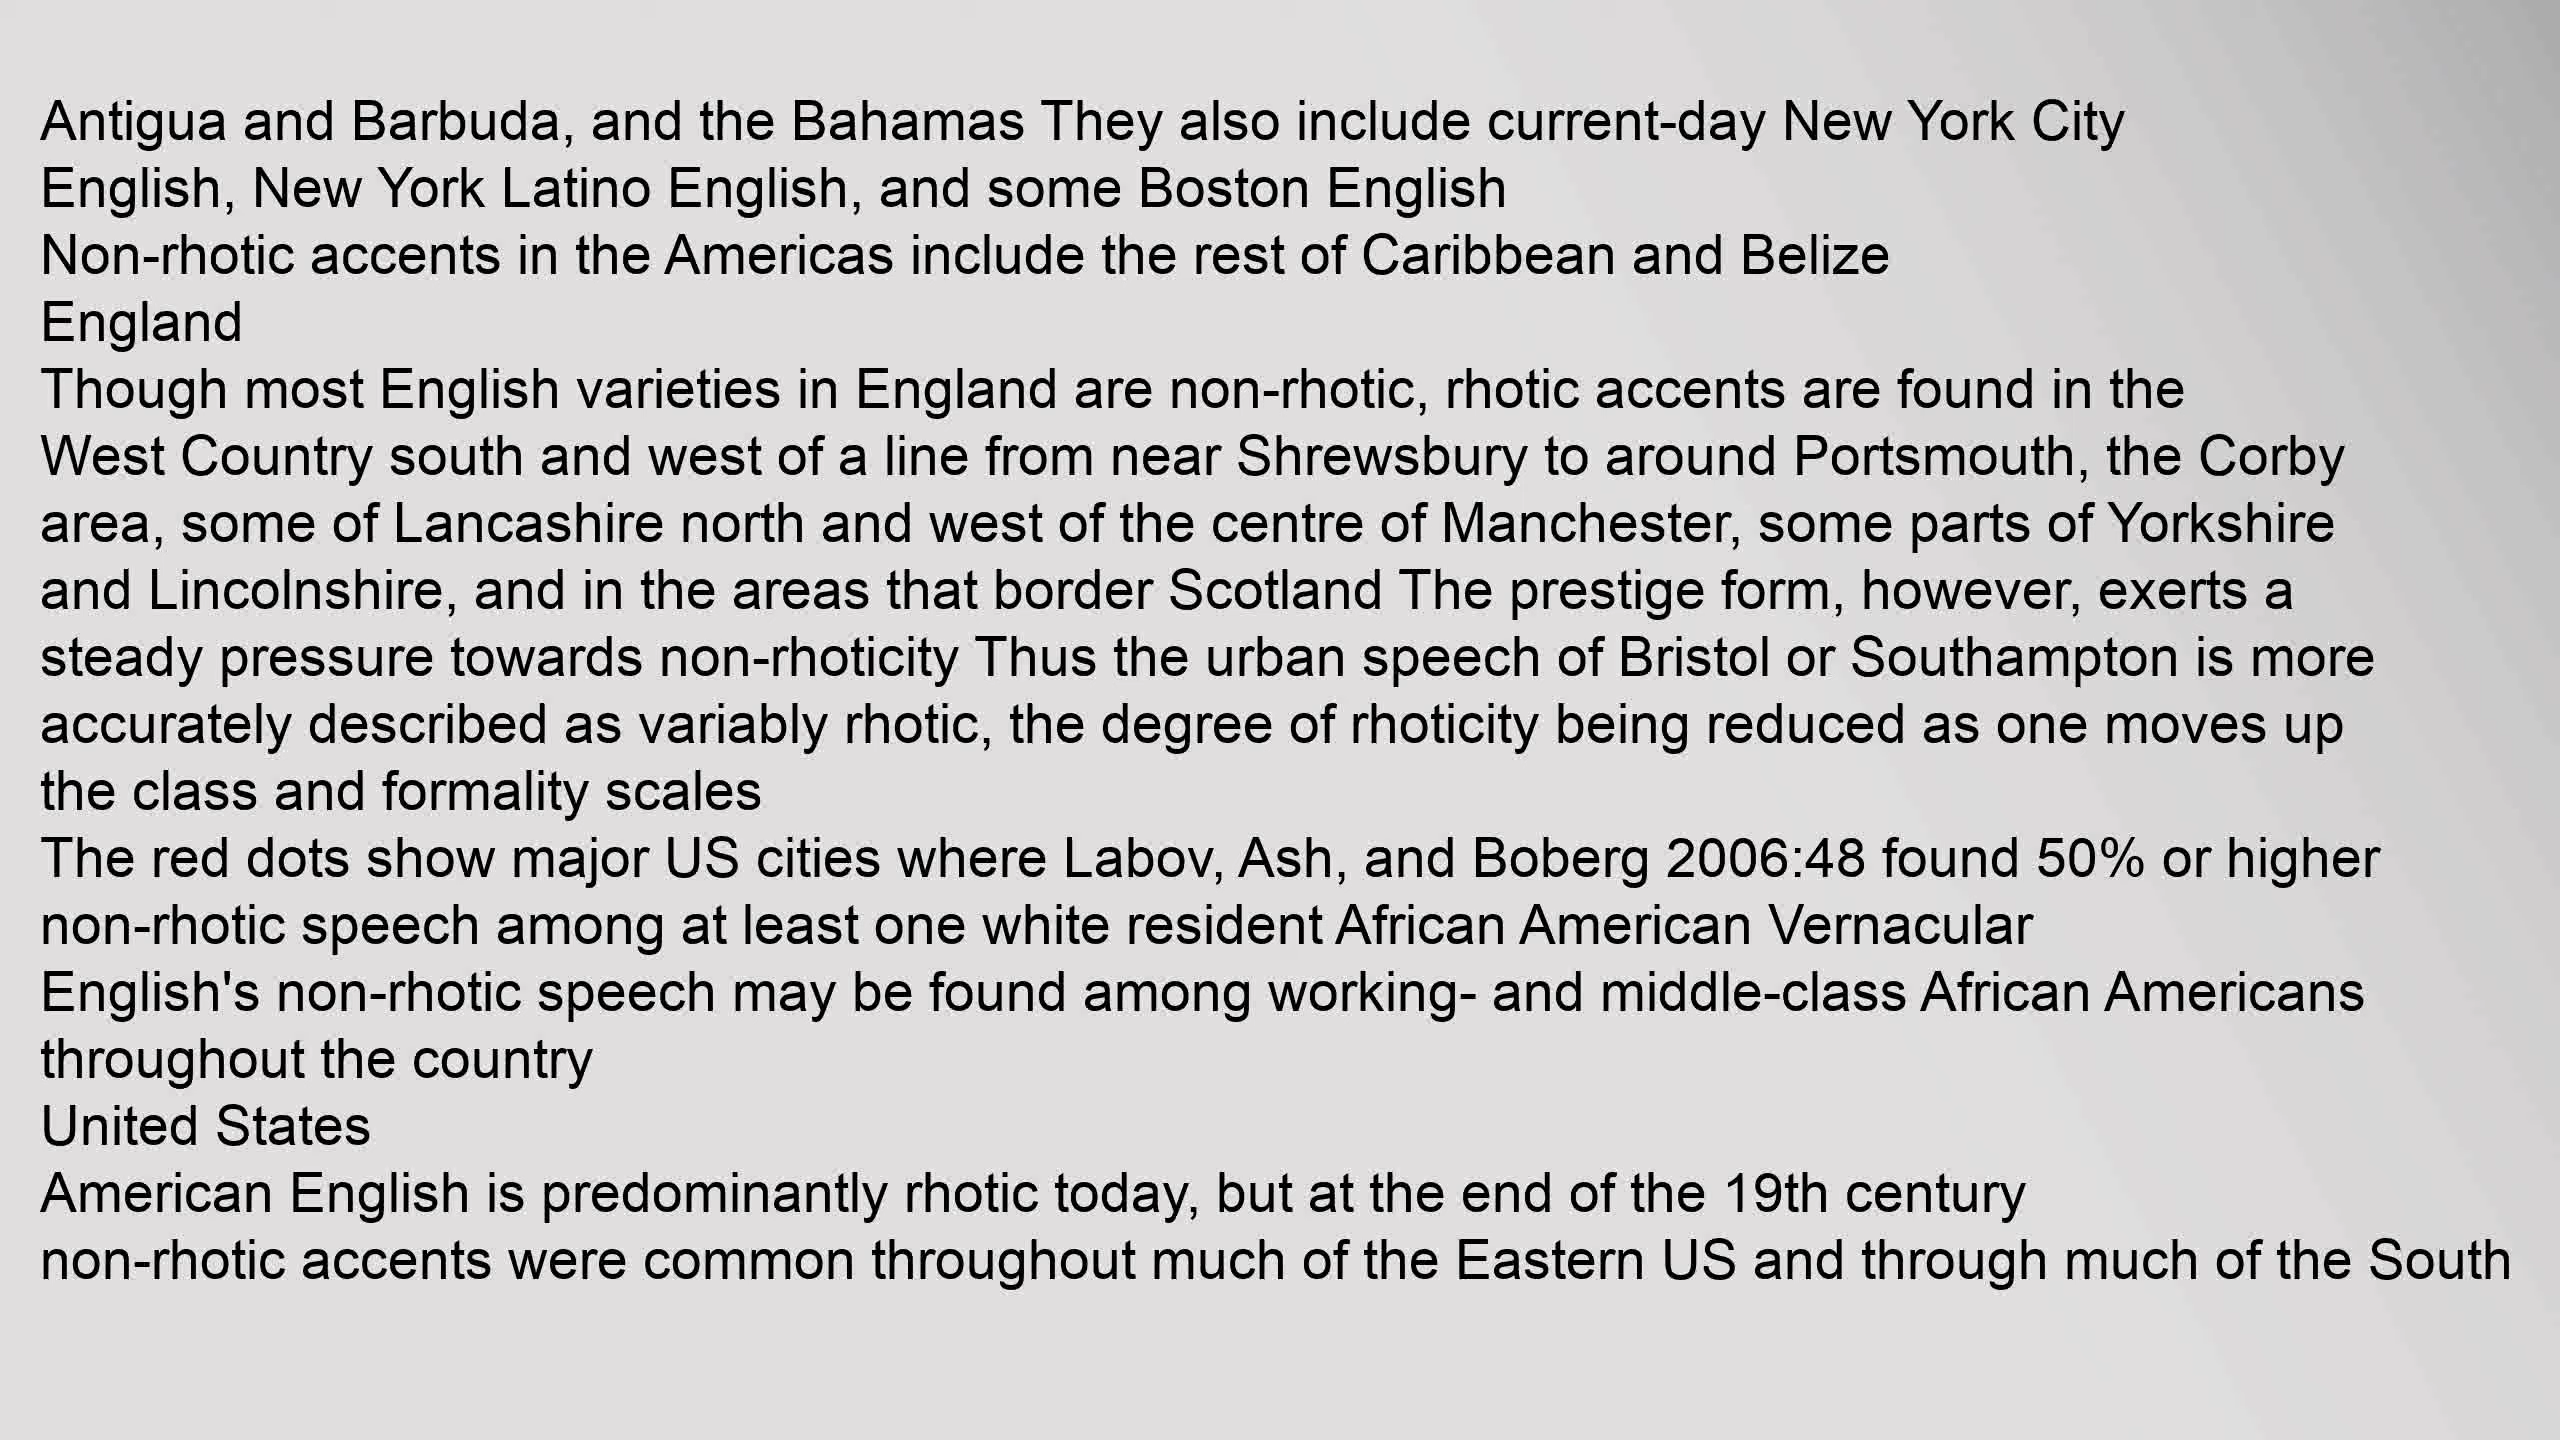 Antigua and Barbuda, and the Bahamas They also include current-day New York City
English, New York Latino English, and some Boston English
Non-rhotic accents in the Americas include the rest of Caribbean and Belize
England
Though most English varieties in England are non-rhotic, rhotic accents are found in the
West Country south and west of a line from near Shrewsbury to around Portsmouth, the Corby
area, some of Lancashire north and west of the centre of Manchester, some parts of Yorkshire
and Lincolnshire, and in the areas that border Scotland The prestige form, however, exerts a
steady pressure towards non-rhoticity Thus the urban speech of Bristol or Southampton is more
accurately described as variably rhotic, the degree of rhoticity being reduced as one moves up
the class and formality scales
The red dots show major US cities where Labov, Ash, and Boberg 2006:48 found 50% or higher
non-rhotic speech among at least one white resident African American Vernacular
English's non-rhotic speech may be found among working- and middle-class African Americans
throughout the country
United States
American English is predominantly rhotic today, but at the end of the 19th century
non-rhotic accents were common throughout much of the Eastern US and through much of the South